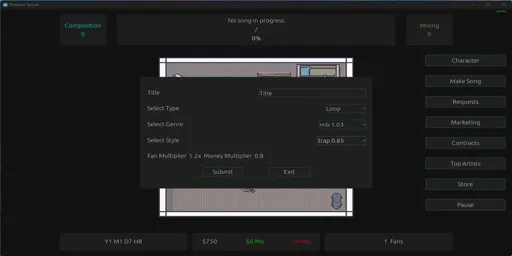 Producer Tycoon
Composition
0
No song in progress
/
0%
Mixing
0
Character
Make Song
Requests
Marketing
Contracts
Top Artists
Store
Pause
Title
Title
Select Type
Loop
Select Genre
rnb 1.03
Select Style
trap 0.85
Fan Multiplier 1.2x Money Multiplier 0.8
Submit
Exit
Y1 M1 D7 H8
$750
$0 Mo
1 Fans